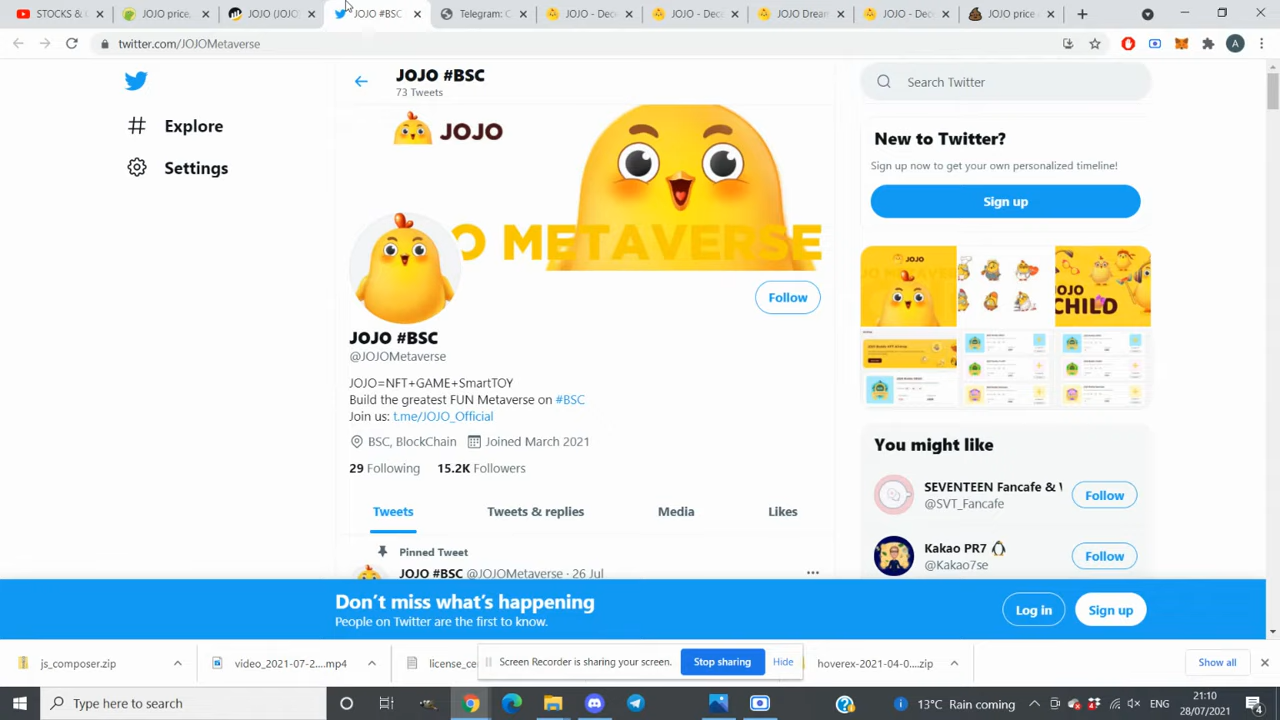 STOCKS & (
JOJO price,
JOJO (JOJO)
JOJO #BSC
Telegram: C
JOJO - Dece
JOJO - Dece
JOJO Dream
JOJO - Dece
JOJO price
twitter.com/JOJOMetaverse
A
JOJO #BSC
73 Tweets
Search Twitter
Explore
Settings
JOJO
O METAVERSE
New to Twitter?
Sign up now to get your own personalized timeline!
Sign up
Follow
JOJO
O METAVERSE
JOJO
CHILD
JOJO #BSC
@JOJOMetaverse
JOJO=NFT+GAME+SmartTOY
Build the greatest FUN Metaverse on #BSC
Join us: t.me/JOJO_Official
BSC, BlockChain Joined March 2021
29 Following 15.2K Followers
Tweets Tweets & replies Media Likes
Pinned Tweet
JOJO #BSC @JOJOMetaverse · 26 Jul
You might like
SEVENTEEN Fancafe &
@SVT_Fancafe
Follow
Kakao PR7
@Kakao7se
Follow
Don't miss what's happening
People on Twitter are the first to know.
Log in
Sign up
js_composer.zip
video_2021-07-2....mp4
license_ce
Screen Recorder is sharing your screen.
Stop sharing
Hide
hoverex-2021-04-0....zip
Show all
Type here to search
13°C Rain coming
ENG
21:10
28/07/2021
4